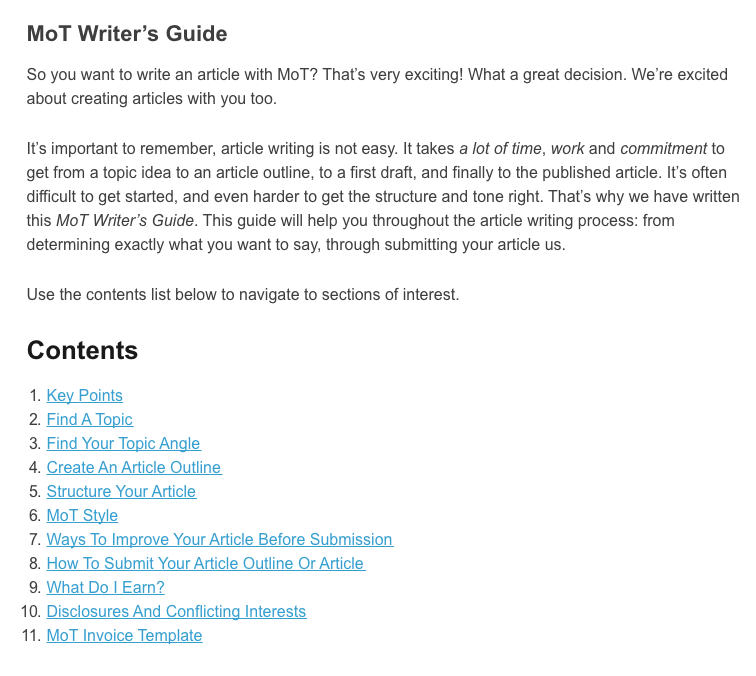 MoT Writer’s Guide
So you want to write an article with MoT? That’s very exciting! What a great decision. We’re excited
about creating articles with you too.
It’s important to remember, article writing is not easy. It takes a lot of time, work and commitment to
get from a topic idea to an article outline, to a first draft, and finally to the published article. It’s often
difficult to get started, and even harder to get the structure and tone right. That’s why we have written
this MoT Writer’s Guide. This guide will help you throughout the article writing process: from
determining exactly what you want to say, through submitting your article us.
Use the contents list below to navigate to sections of interest.
Contents
1. Key Points
2. Find A Topic
3. Find Your Topic Angle
4. Create An Article Outline
5. Structure Your Article
6. MoT Style
7. Ways To Improve Your Article Before Submission
8. How To Submit Your Article Outline Or Article
9. What Do I Earn?
10. Disclosures And Conflicting Interests
11. MoT Invoice Template